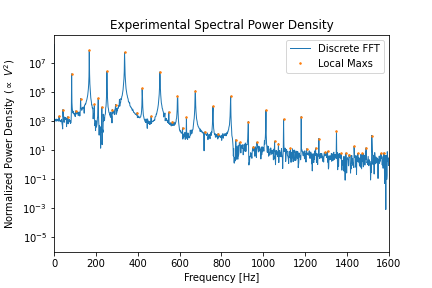 Experimental Spectral Power Density
Discrete FFT
Local Maxs
Normalized Power Density (∝ V²)
10⁷
10⁵
10³
10¹
10⁻¹
10⁻³
10⁻⁵
0 200 400 600 800 1000 1200 1400 1600
Frequency [Hz]